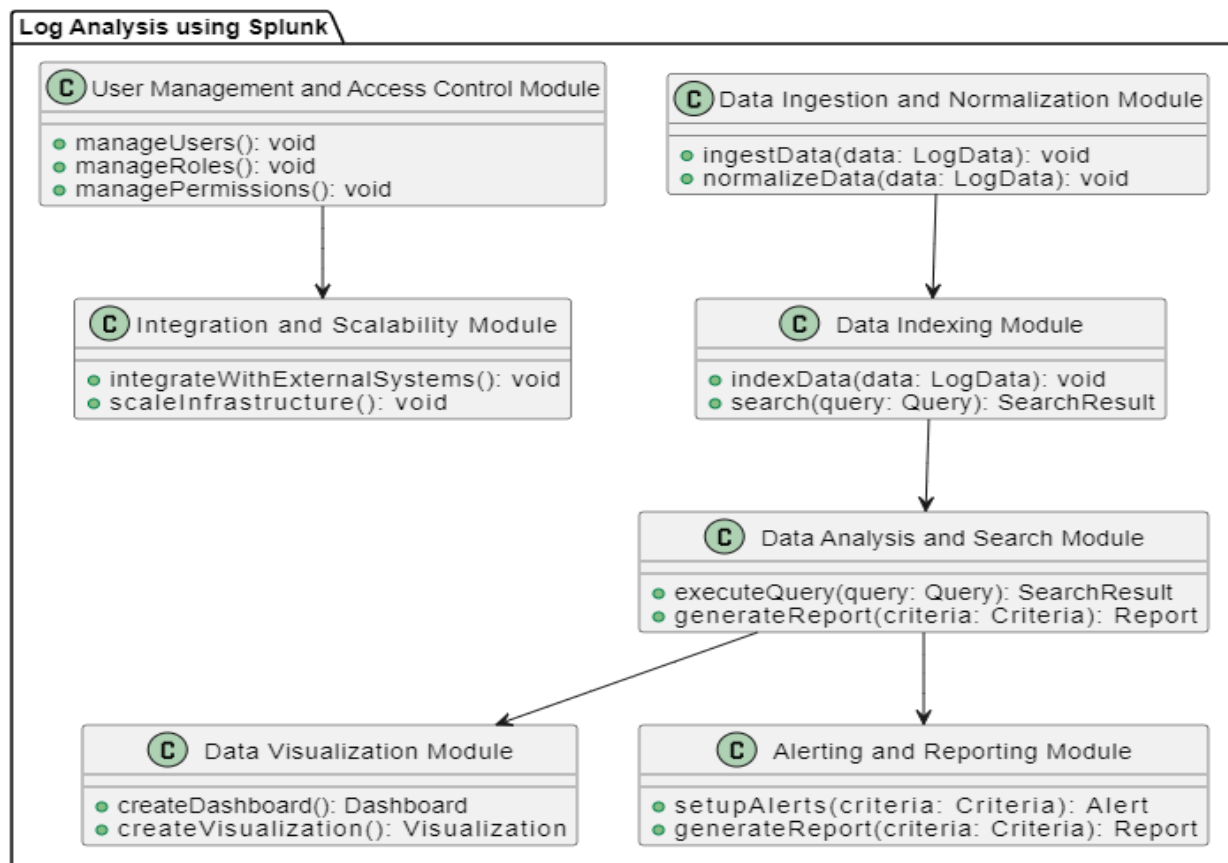 Log Analysis using Splunk
C User Management and Access Control Module
manageUsers(): void
manageRoles(): void
managePermissions(): void
C Data Ingestion and Normalization Module
ingestData(data: LogData): void
normalizeData(data: LogData): void
C Integration and Scalability Module
integrateWithExternalSystems(): void
scaleInfrastructure(): void
C Data Indexing Module
indexData(data: LogData): void
search(query: Query): SearchResult
C Data Analysis and Search Module
executeQuery(query: Query): SearchResult
generateReport(criteria: Criteria): Report
C Data Visualization Module
createDashboard(): Dashboard
createVisualization(): Visualization
C Alerting and Reporting Module
setupAlerts(criteria: Criteria): Alert
generateReport(criteria: Criteria): Report